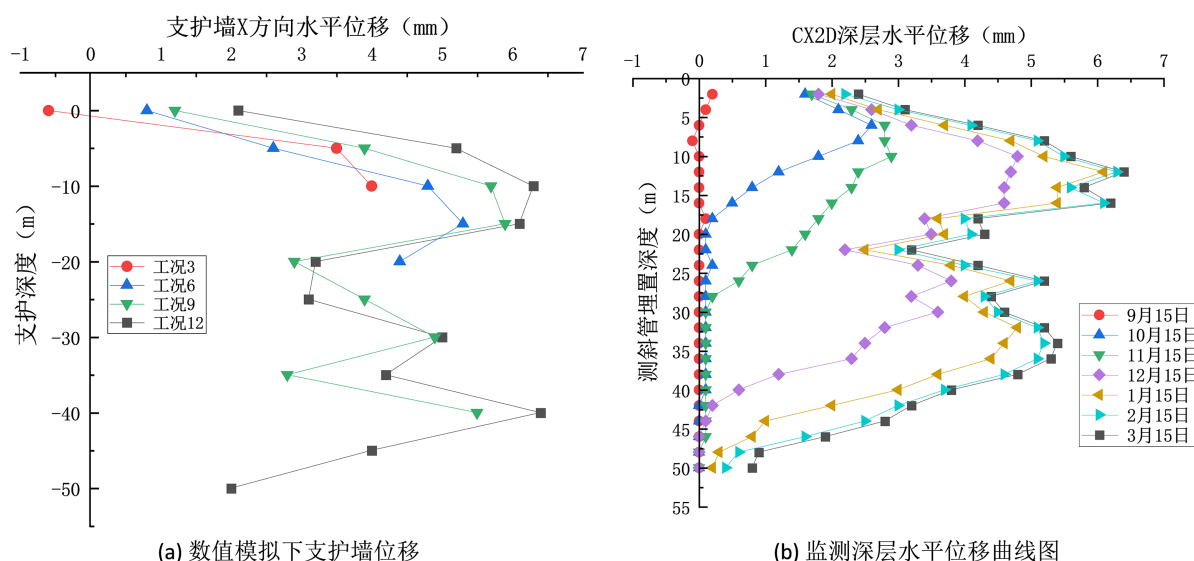 支护墙X方向水平位移（mm）
-1 0 1 2 3 4 5 6 7
支护深度（m）
0
-10
-20
-30
-40
-50
工况3
工况6
工况9
工况12
(a) 数值模拟下支护墙位移
CX2D深层水平位移（mm）
-1 0 1 2 3 4 5 6 7
测斜管埋置深度（m）
0
5
10
15
20
25
30
35
40
45
50
55
9月15日
10月15日
11月15日
12月15日
1月15日
2月15日
3月15日
(b) 监测深层水平位移曲线图